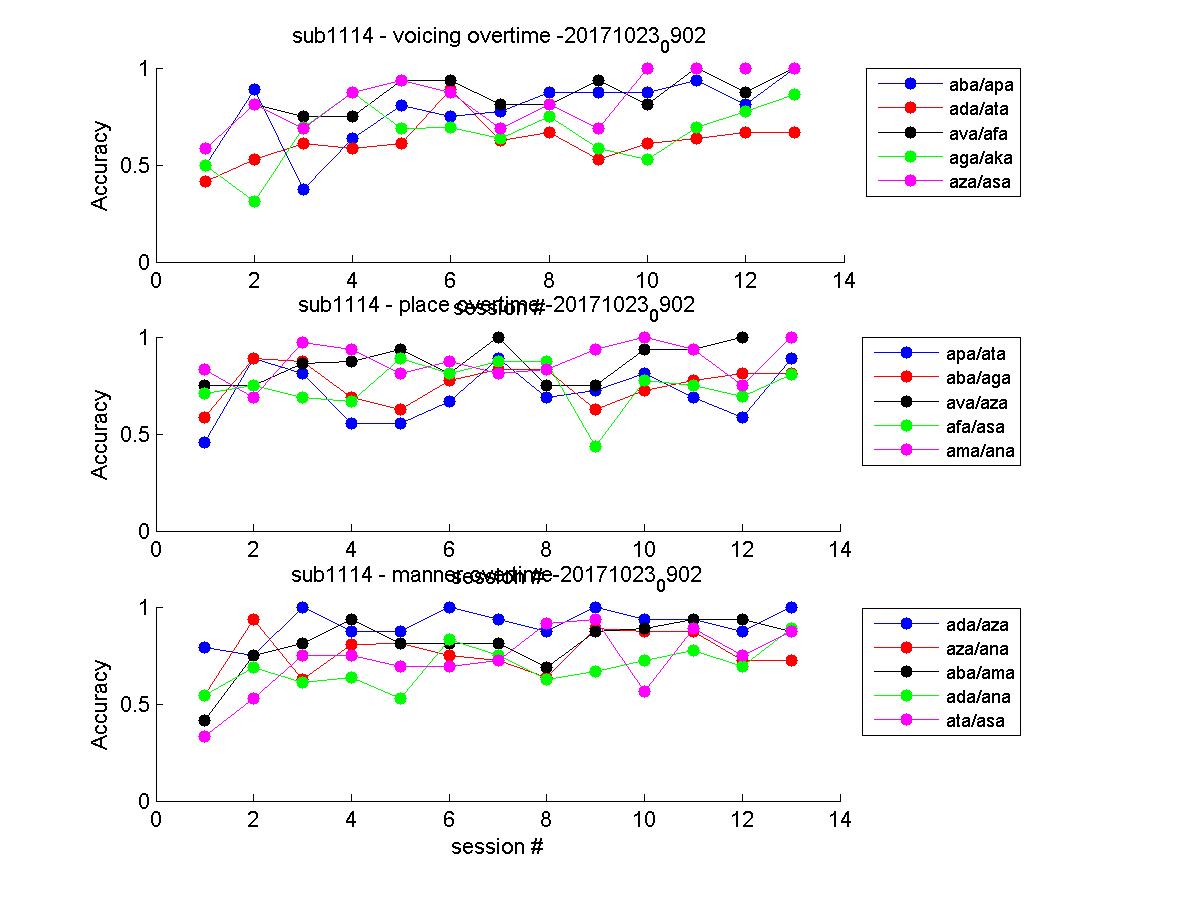 sub1114 - voicing overtime -20171023_0902
1
0.5
0
Accuracy
0 2 4 6 8 10 12 14
session #
aba/apa
ada/ata
ava/afa
aga/aka
aza/asa
sub1114 - place overtime -20171023_0902
1
0.5
0
Accuracy
0 2 4 6 8 10 12 14
session #
apa/ata
aba/aga
ava/aza
afa/asa
ama/ana
sub1114 - manner overtime-20171023_0902
1
0.5
0
Accuracy
0 2 4 6 8 10 12 14
session #
ada/aza
aza/ana
aba/ama
ada/ana
ata/asa